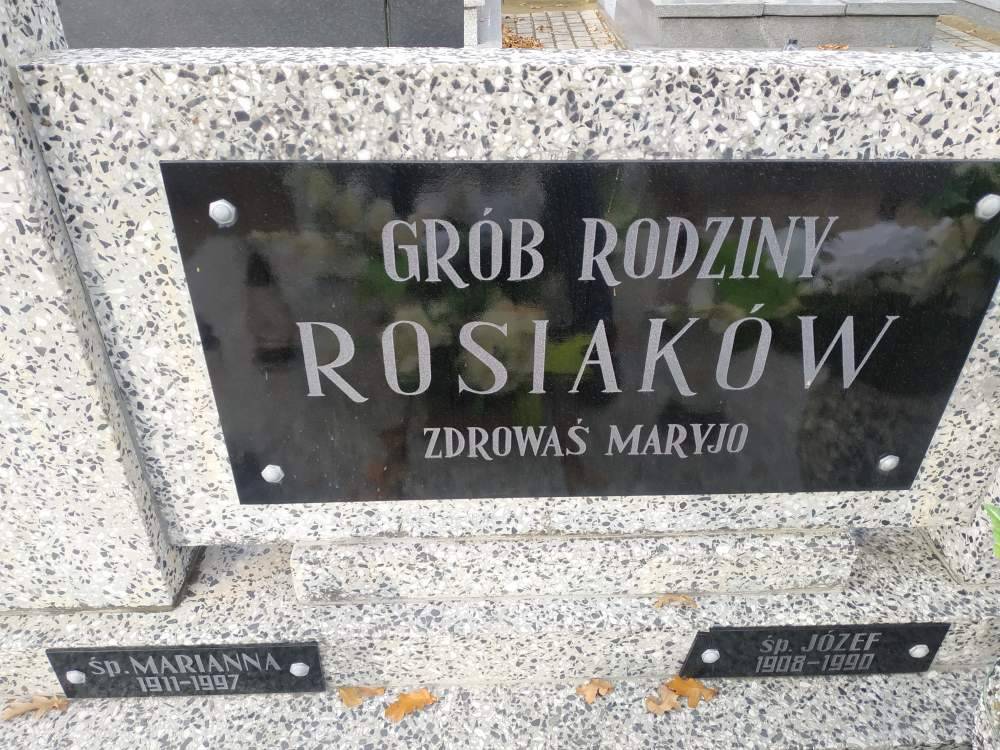 GRÓB RODZINY
ROSIAKÓW
ZDROWAŚ MARYJO
śp. MARIANNA
1911-1997
śp. JÓZEF
1908-1990